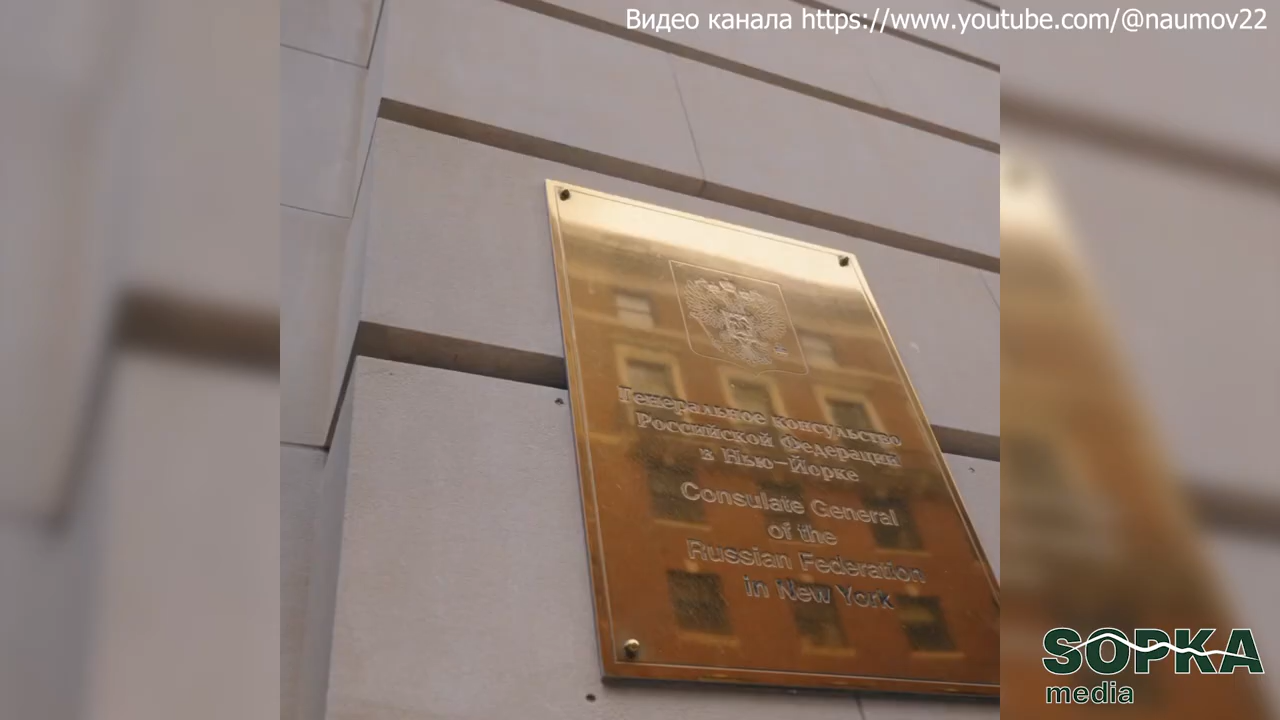 Видео канала https://www.youtube.com/@naumov22
Генеральное консульство
Российской Федерации
в Нью-Йорке
Consulate General
of the
Russian Federation
in New York
SOPKA
media